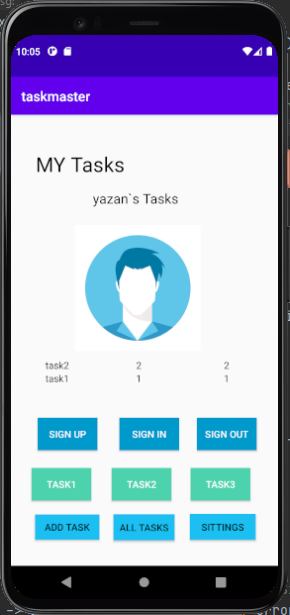 10:05
taskmaster
MY Tasks
yazan`s Tasks
task2 2 2
task1 1 1
SIGN UP SIGN IN SIGN OUT
TASK1 TASK2 TASK3
ADD TASK ALL TASKS SITTINGS